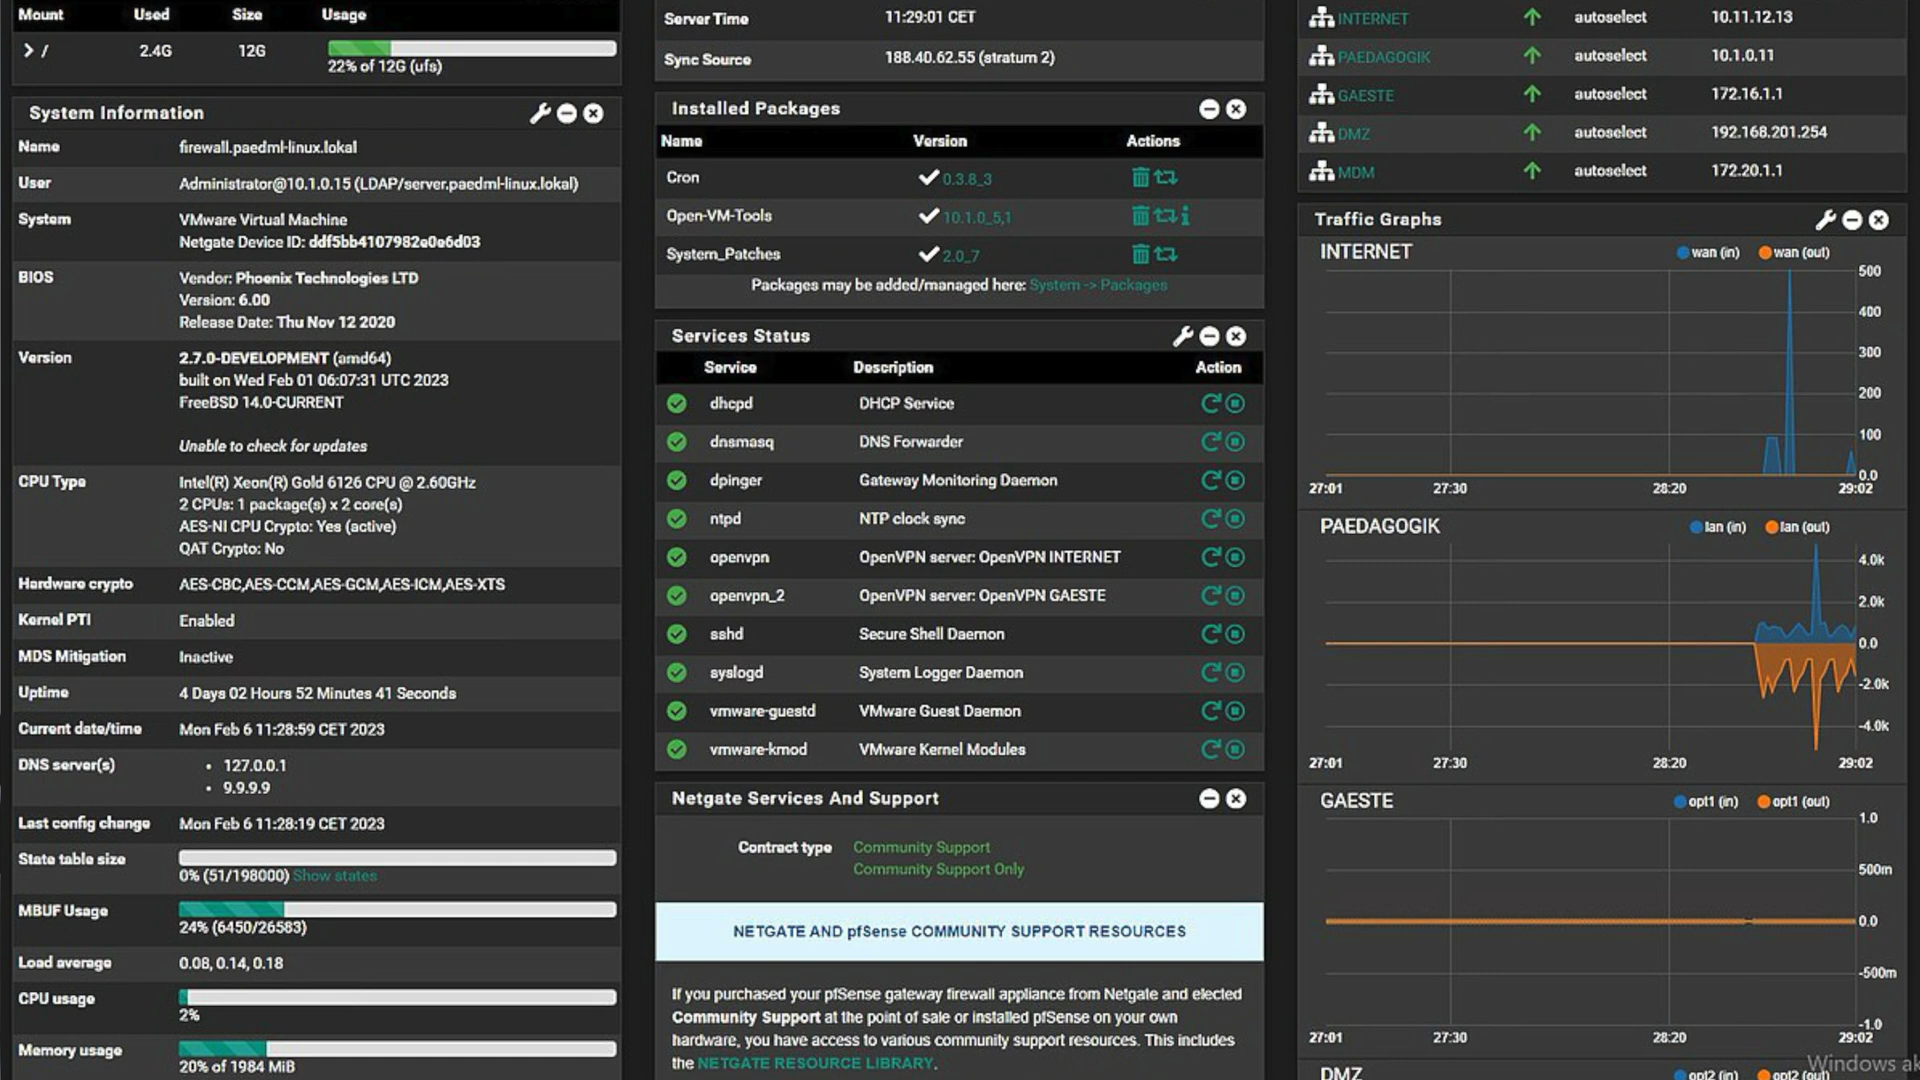 Mount Used Size Usage
/ 2.4G 12G
22% of 12G (ufs)
System Information
Name firewall.paedml-linux.lokal
User Administrator@10.1.0.15 (LDAP/server.paedml-linux.lokal)
System VMware Virtual Machine
Netgate Device ID: ddf5bb4107982e0e6d03
BIOS Vendor: Phoenix Technologies LTD
Version: 6.00
Release Date: Thu Nov 12 2020
Version 2.7.0-DEVELOPMENT (amd64)
built on Wed Feb 01 06:07:31 UTC 2023
FreeBSD 14.0-CURRENT
Unable to check for updates
CPU Type Intel(R) Xeon(R) Gold 6126 CPU @ 2.60GHz
2 CPUs: 1 package(s) x 2 core(s)
AES-NI CPU Crypto: Yes (active)
QAT Crypto: No
Hardware crypto AES-CBC,AES-CCM,AES-GCM,AES-ICM,AES-XTS
Kernel PTI Enabled
MDS Mitigation Inactive
Uptime 4 Days 02 Hours 52 Minutes 41 Seconds
Current date/time Mon Feb 6 11:28:59 CET 2023
DNS server(s) • 127.0.0.1
• 9.9.9.9
Last config change Mon Feb 6 11:28:19 CET 2023
State table size
0% (51/198000) Show states
MBUF Usage
24% (6450/26583)
Load average 0.08, 0.14, 0.18
CPU usage
2%
Memory usage
20% of 1984 MiB
Server Time 11:29:01 CET
Sync Source 188.40.62.55 (stratum 2)
Installed Packages
Name Version Actions
Cron 0.3.8_3
Open-VM-Tools 10.1.0_5,1
System_Patches 2.0_7
Packages may be added/managed here: System -> Packages
Services Status
Service Description Action
dhcpd DHCP Service
dnsmasq DNS Forwarder
dpinger Gateway Monitoring Daemon
ntpd NTP clock sync
openvpn OpenVPN server: OpenVPN INTERNET
openvpn_2 OpenVPN server: OpenVPN GAESTE
sshd Secure Shell Daemon
syslogd System Logger Daemon
vmware-guestd VMware Guest Daemon
vmware-kmod VMware Kernel Modules
Netgate Services And Support
Contract type Community Support
Community Support Only
NETGATE AND pfSense COMMUNITY SUPPORT RESOURCES
If you purchased your pfSense gateway firewall appliance from Netgate and elected
Community Support at the point of sale or installed pfSense on your own
hardware, you have access to various community support resources. This includes
the NETGATE RESOURCE LIBRARY.
INTERNET autoselect 10.11.12.13
PAEDAGOGIK autoselect 10.1.0.11
GAESTE autoselect 172.16.1.1
DMZ autoselect 192.168.201.254
MDM autoselect 172.20.1.1
Traffic Graphs
INTERNET wan (in) wan (out)
500
400
300
200
100
0.0
27:01 27:30 28:20 29:02
PAEDAGOGIK lan (in) lan (out)
4.0k
2.0k
0.0
-2.0k
-4.0k
27:01 27:30 28:20 29:02
GAESTE opt1 (in) opt1 (out)
1.0
500m
0.0
-500m
-1.0
27:01 27:30 28:20 29:02
DMZ opt2 (in) opt2 (out)
Windows ak